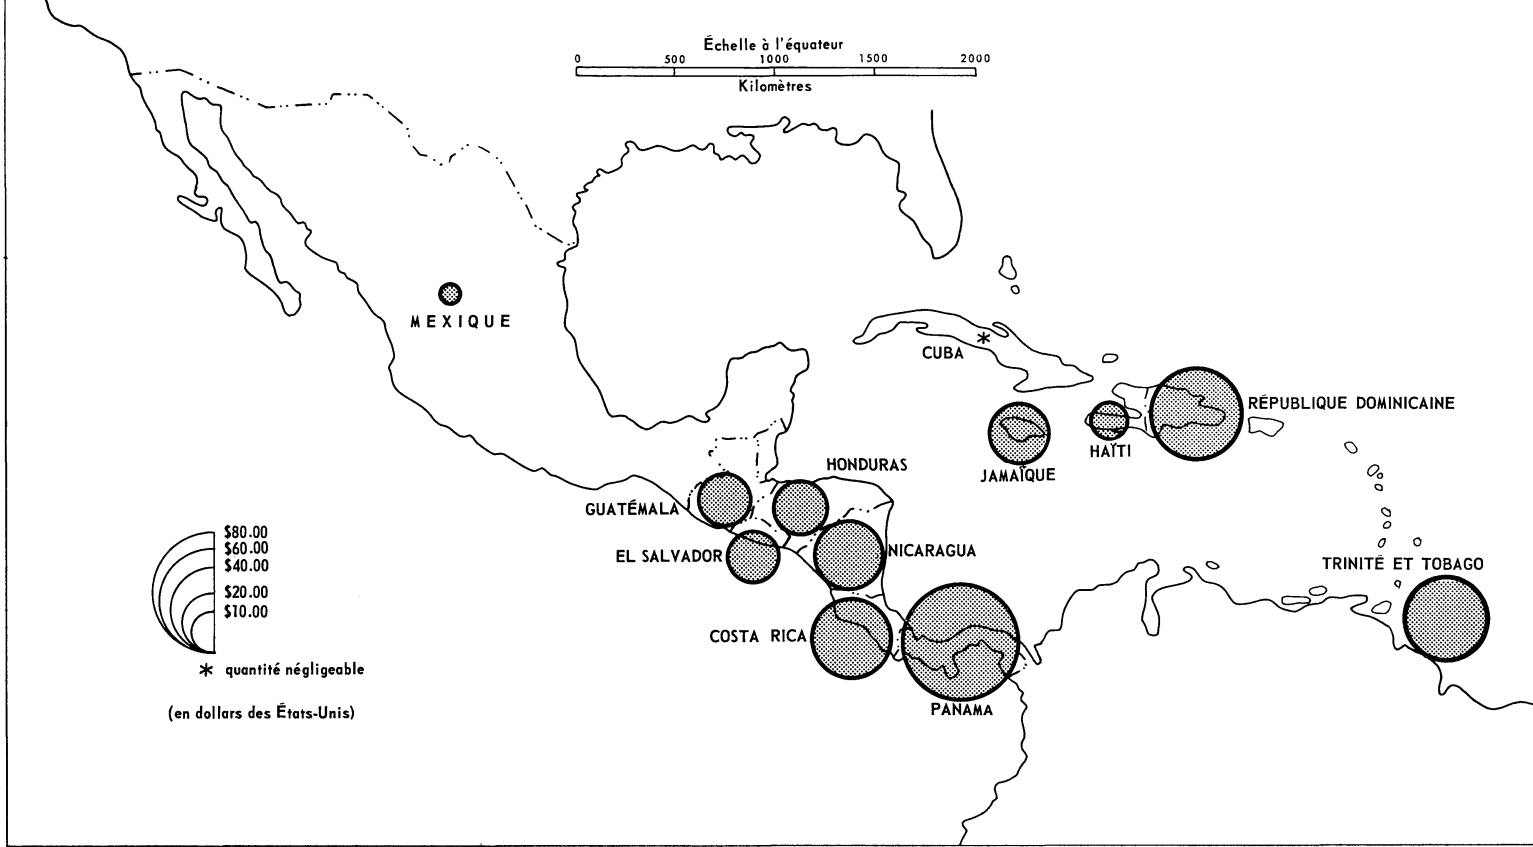 Échelle à l'équateur
0 500 1000 1500 2000
Kilomètres
MEXIQUE
CUBA
RÉPUBLIQUE DOMINICAINE
HAÏTI
JAMAÏQUE
HONDURAS
GUATÉMALA
EL SALVADOR
NICARAGUA
TRINITÉ ET TOBAGO
COSTA RICA
PANAMA
$80.00
$60.00
$40.00
$20.00
$10.00
* quantité négligeable
(en dollars des États-Unis)